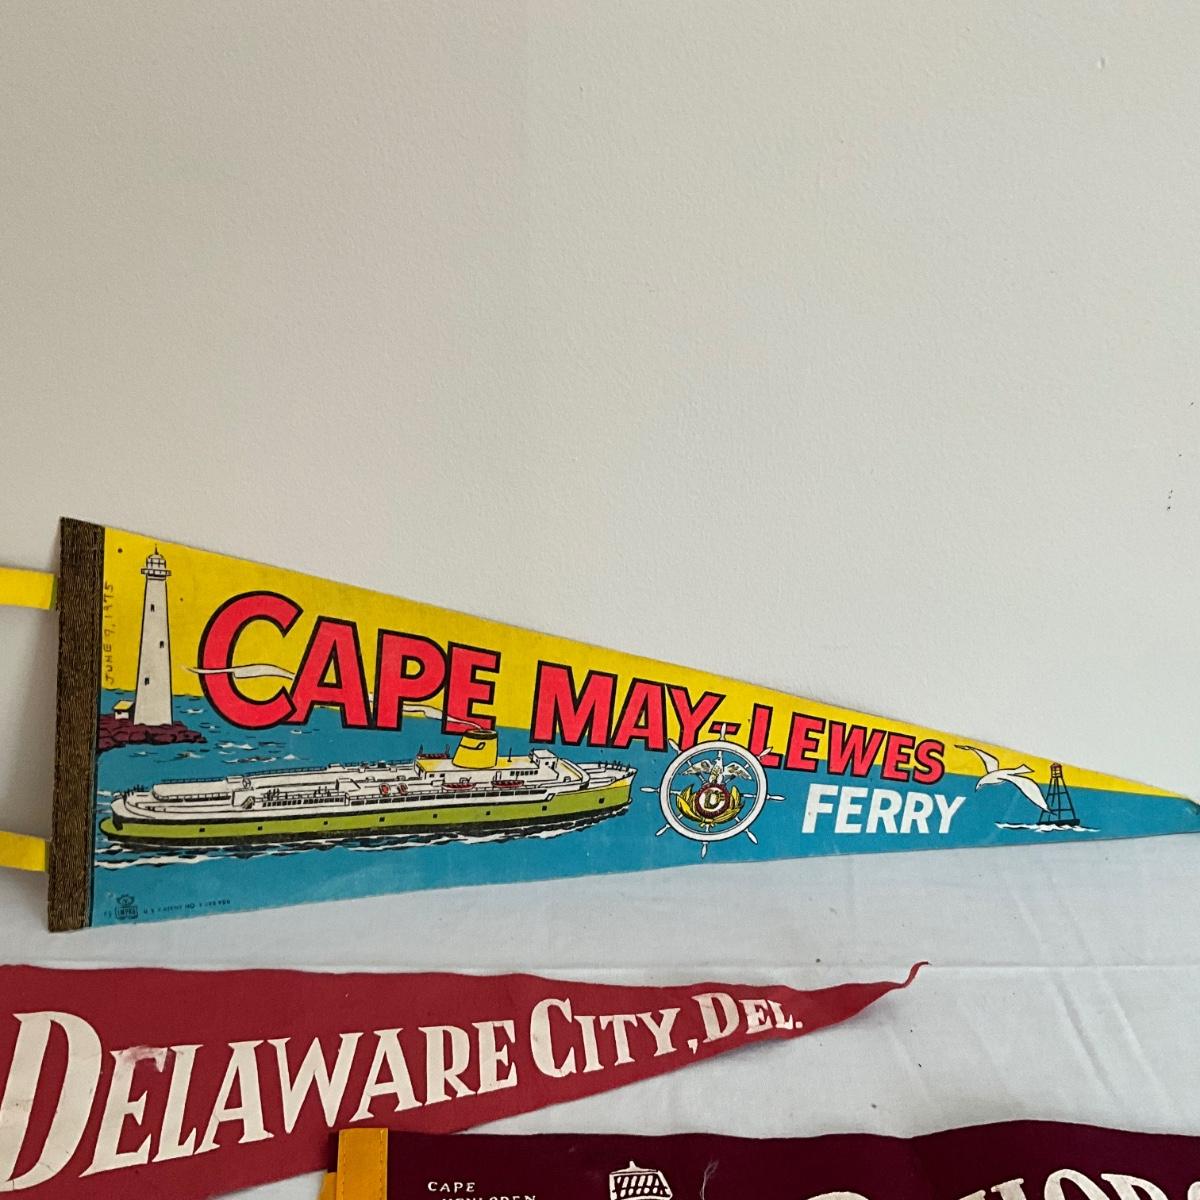 JUNE 9, 1975
CAPE MAY-LEWES
FERRY
DELAWARE CITY, DEL.
CAPE